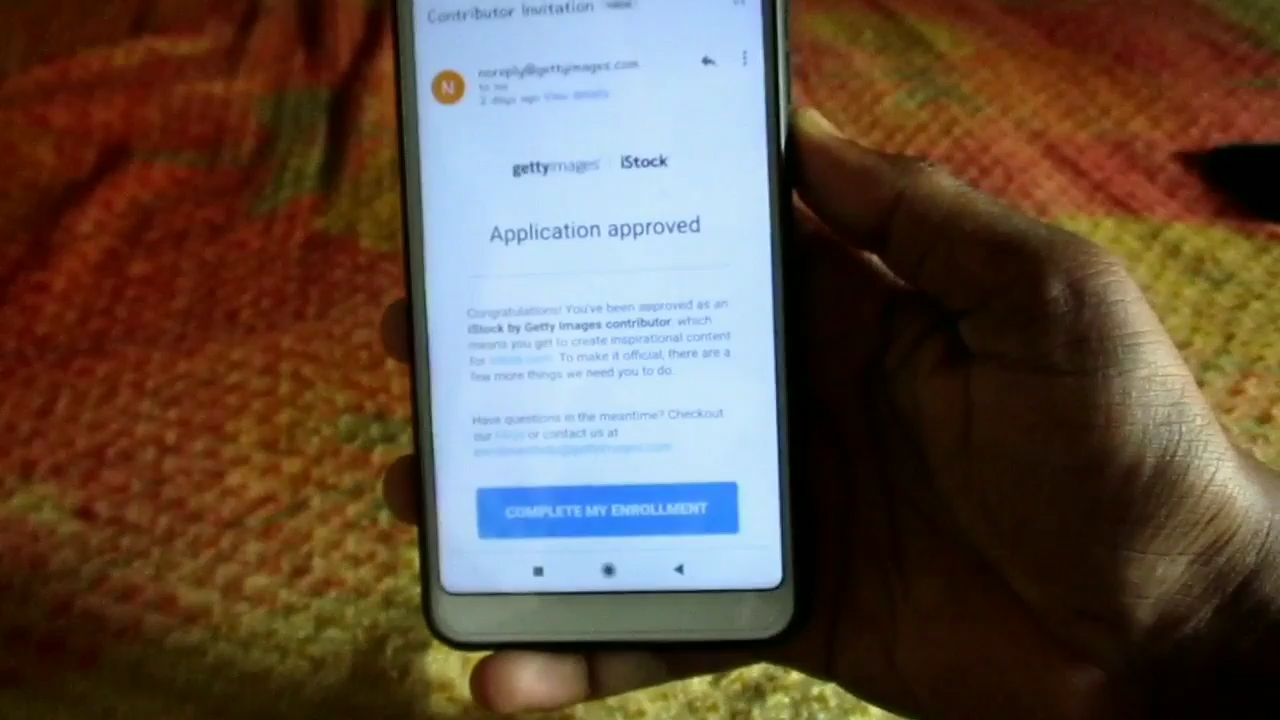 Contributor Invitation
N
noreply@gettyimages.com
to me
2 days ago View details
gettyimages iStock
Application approved
Congratulations! You've been approved as an
iStock by Getty Images contributor, which
means you get to create inspirational content
for To make it official, there are a
few more things we need you to do.
Have questions in the meantime? Checkout
our or contact us at
COMPLETE MY ENROLLMENT